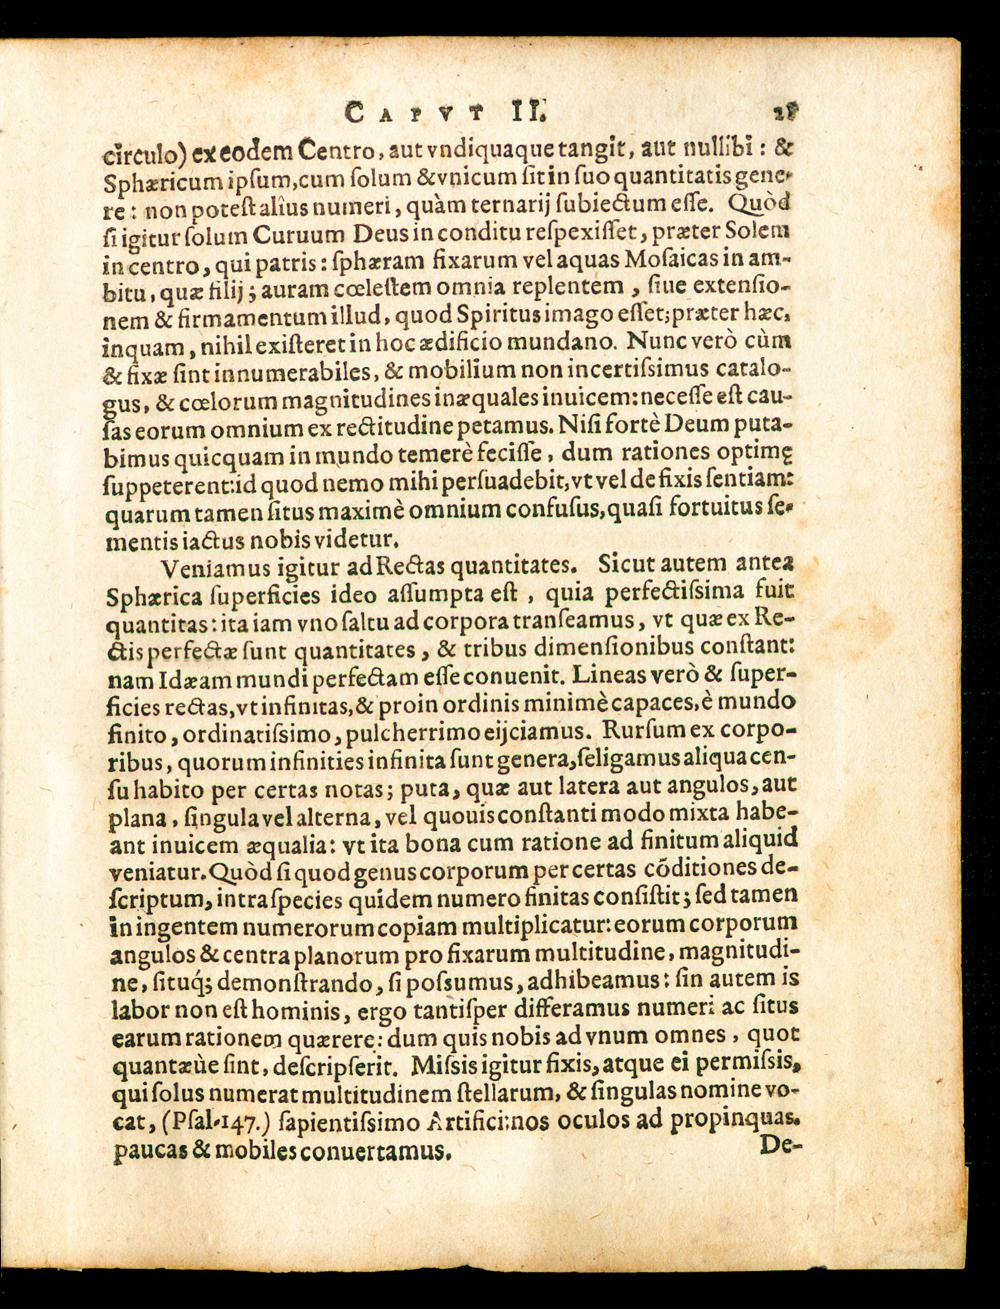 CAPVT II.
circulo) ex eodem Centro, aut vndiquaque tangit, aut nullibi: &
Sphæricum ipſum, cum ſolum & vnicum ſit in ſuo quantitatis gene-
re: non poteſt alius numeri, quàm ternarij ſubiectum eſſe. Quòd
ſi igitur ſolum Curuum Deus in conditu reſpexiſſet, præter Solem
in centro, qui patris: ſphæram fixarum vel aquas Moſaicas in am-
bitu, quæ filij; auram cœleſtem omnia replentem, ſiue extenſio-
nem & firmamentum illud, quod Spiritus imago eſſet; præter hæc,
inquam, nihil exiſteret in hoc ædificio mundano. Nunc verò cùm
& fixæ ſint innumerabiles, & mobilium non incertiſsimus catalo-
gus, & cœlorum magnitudines inæquales inuicem: neceſſe eſt cau-
ſas eorum omnium ex rectitudine petamus. Niſi fortè Deum puta-
bimus quicquam in mundo temerè feciſſe, dum rationes optimę
ſuppeterent: id quod nemo mihi perſuadebit, vt vel de fixis ſentiam:
quarum tamen ſitus maximè omnium confuſus, quaſi fortuitus ſe-
mentis iactus nobis videtur.
Veniamus igitur ad Rectas quantitates. Sicut autem antea
Sphærica ſuperficies ideo aſſumpta eſt, quia perfectiſsima fuit
quantitas: ita iam vno ſaltu ad corpora tranſeamus, vt quæ ex Re-
ctis perfectæ ſunt quantitates, & tribus dimenſionibus conſtant:
nam Idæam mundi perfectam eſſe conuenit. Lineas verò & ſuper-
ficies rectas, vt infinitas, & proin ordinis minimè capaces, è mundo
finito, ordinatiſsimo, pulcherrimo eijciamus. Rurſum ex corpo-
ribus, quorum infinities infinita ſunt genera, ſeligamus aliqua cen-
ſu habito per certas notas; puta, quæ aut latera aut angulos, aut
plana, ſingula vel alterna, vel quouis conſtanti modo mixta habe-
ant inuicem æqualia: vt ita bona cum ratione ad finitum aliquid
veniatur. Quòd ſi quod genus corporum per certas cõditiones de-
ſcriptum, intra ſpecies quidem numero finitas conſiſtit; ſed tamen
in ingentem numerorum copiam multiplicatur: eorum corporum
angulos & centra planorum pro fixarum multitudine, magnitudi-
ne, ſituq́; demonſtrando, ſi poſsumus, adhibeamus: ſin autem is
labor non eſt hominis, ergo tantiſper differamus numeri ac ſitus
earum rationem quærere: dum quis nobis ad vnum omnes, quot
quantæùe ſint, deſcripſerit. Miſsis igitur fixis, atque ei permiſsis,
qui ſolus numerat multitudinem ſtellarum, & ſingulas nomine vo-
cat, (Pſal.147.) ſapientiſsimo Artifici: nos oculos ad propinquas.
paucas & mobiles conuertamus.
De-